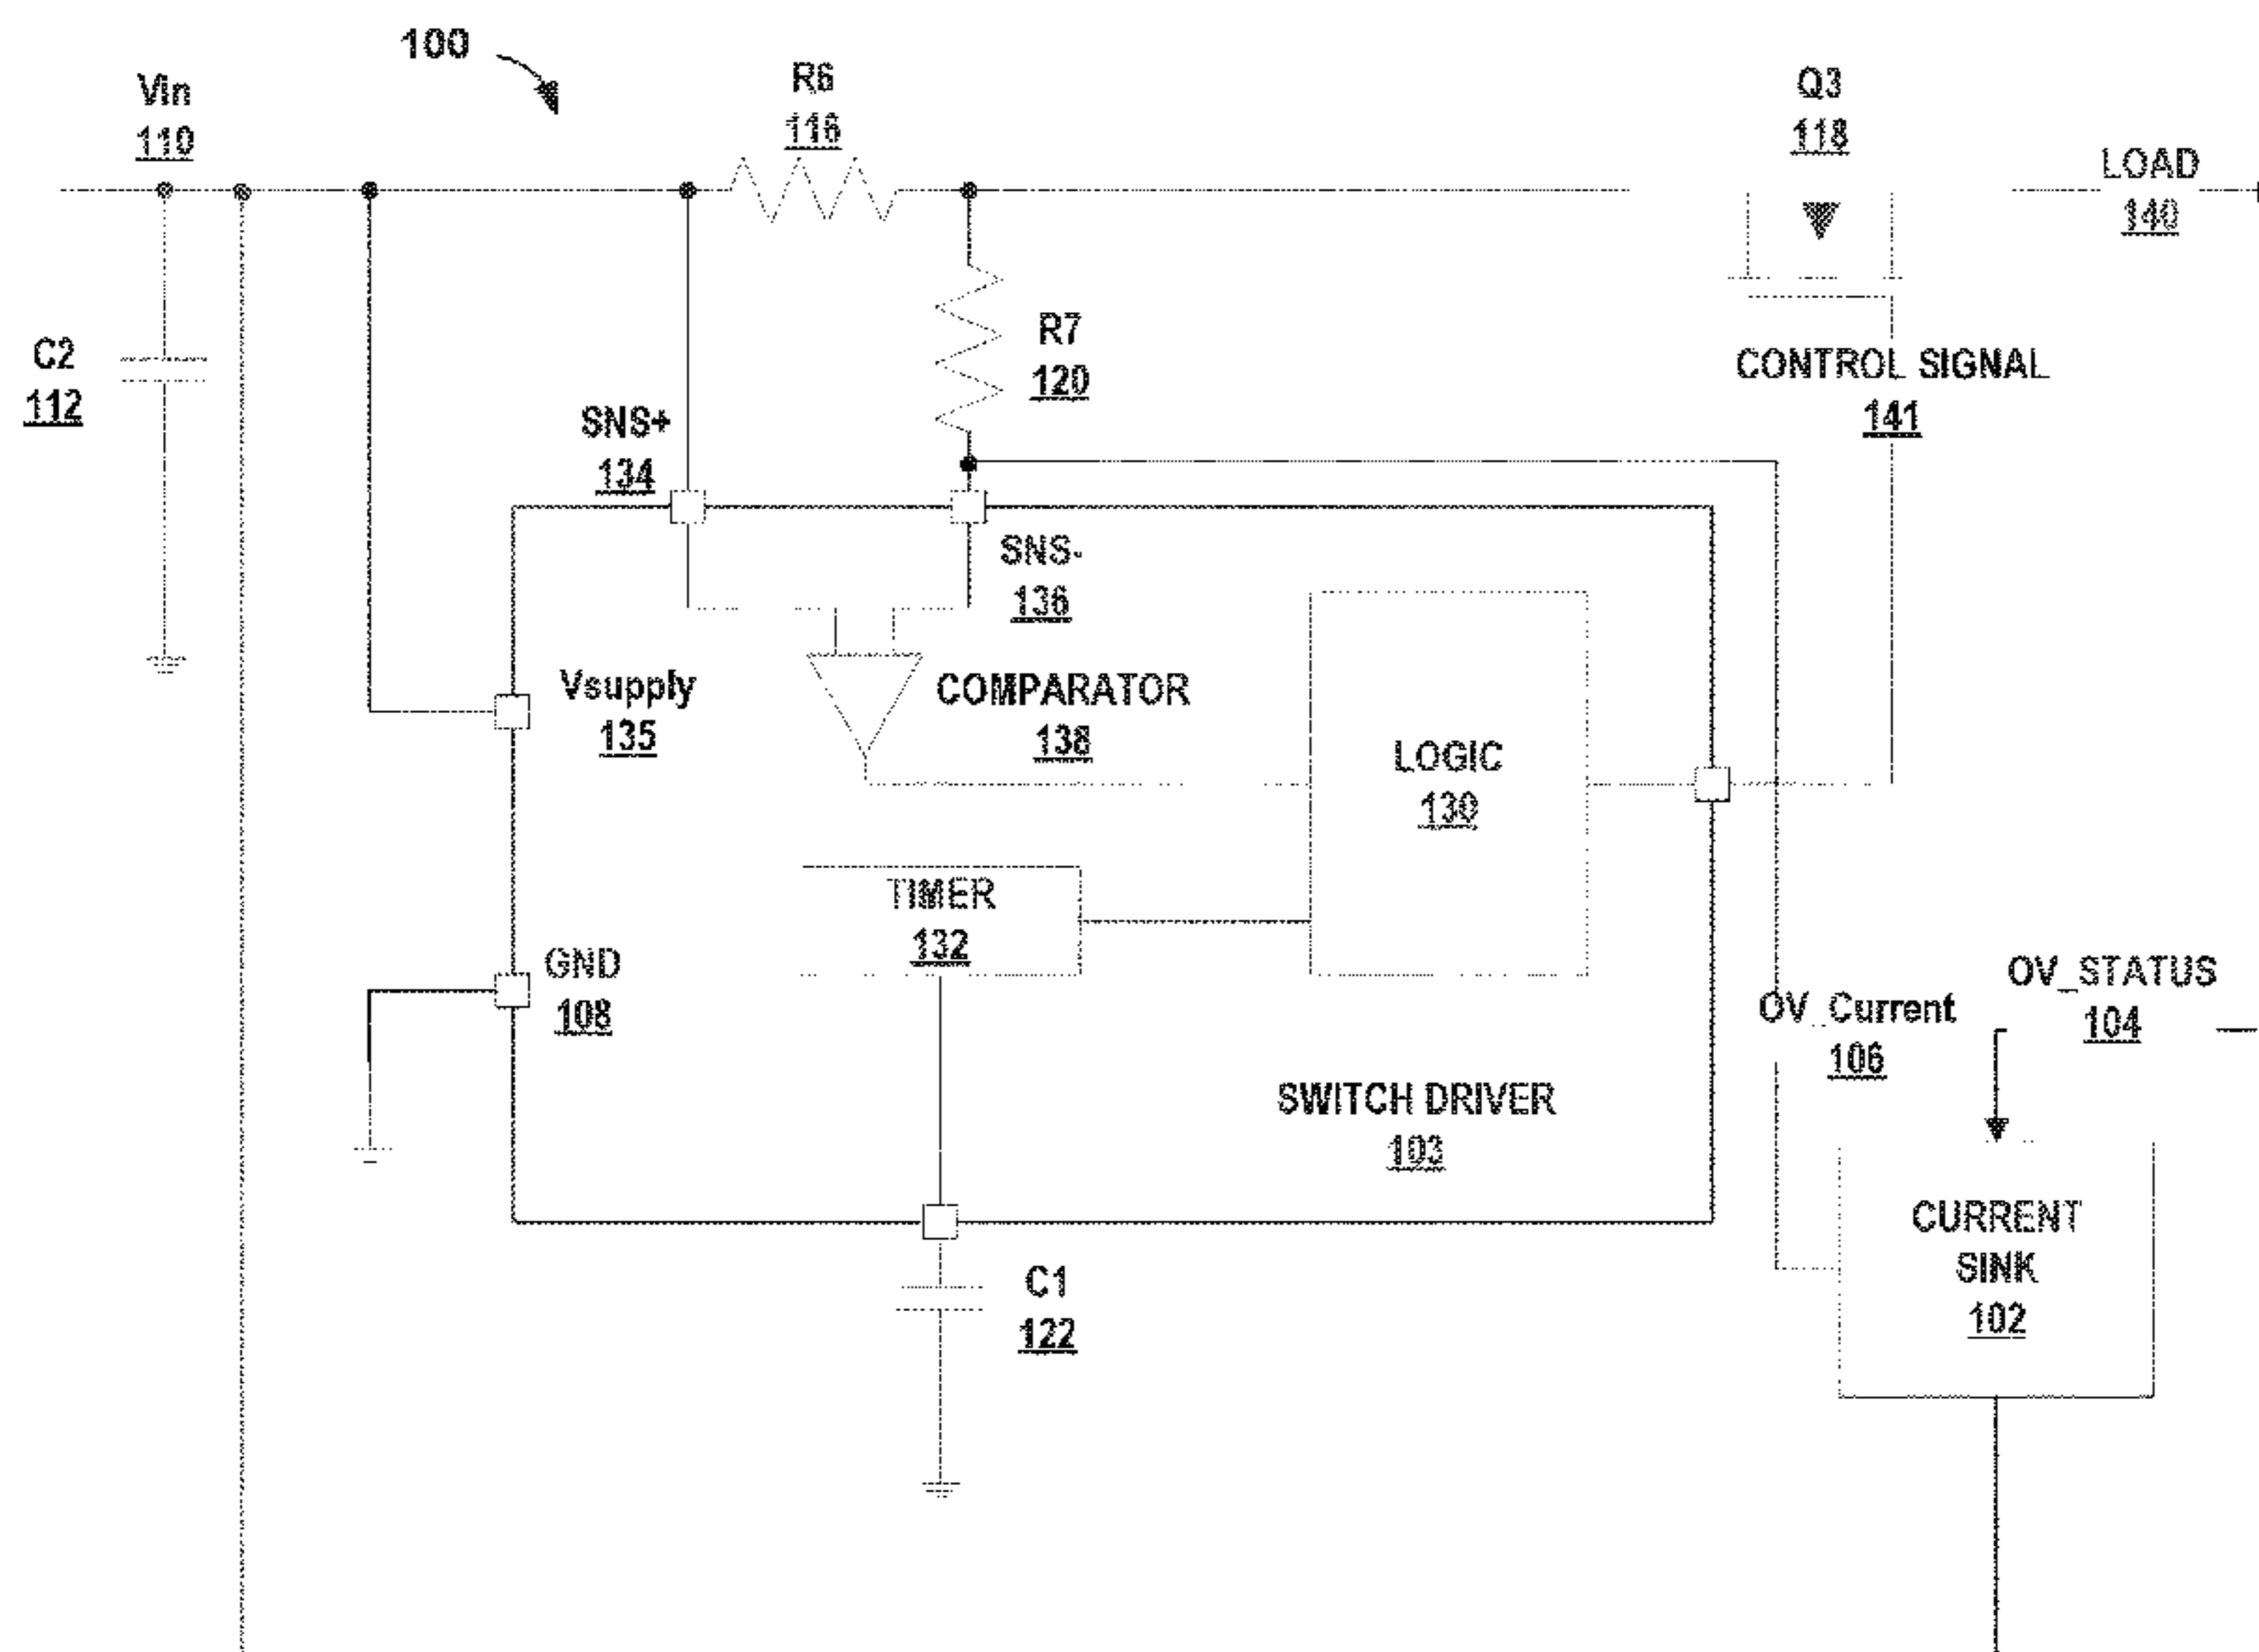 100
Vin
110
R6
116
Q3
118
LOAD
140
C2
112
R7
120
CONTROL SIGNAL
141
SNS+
134
SNS-
136
Vsupply
135
COMPARATOR
138
LOGIC
130
TIMER
132
GND
108
OV_Current
106
OV_STATUS
104
SWITCH DRIVER
103
CURRENT
SINK
102
C1
122